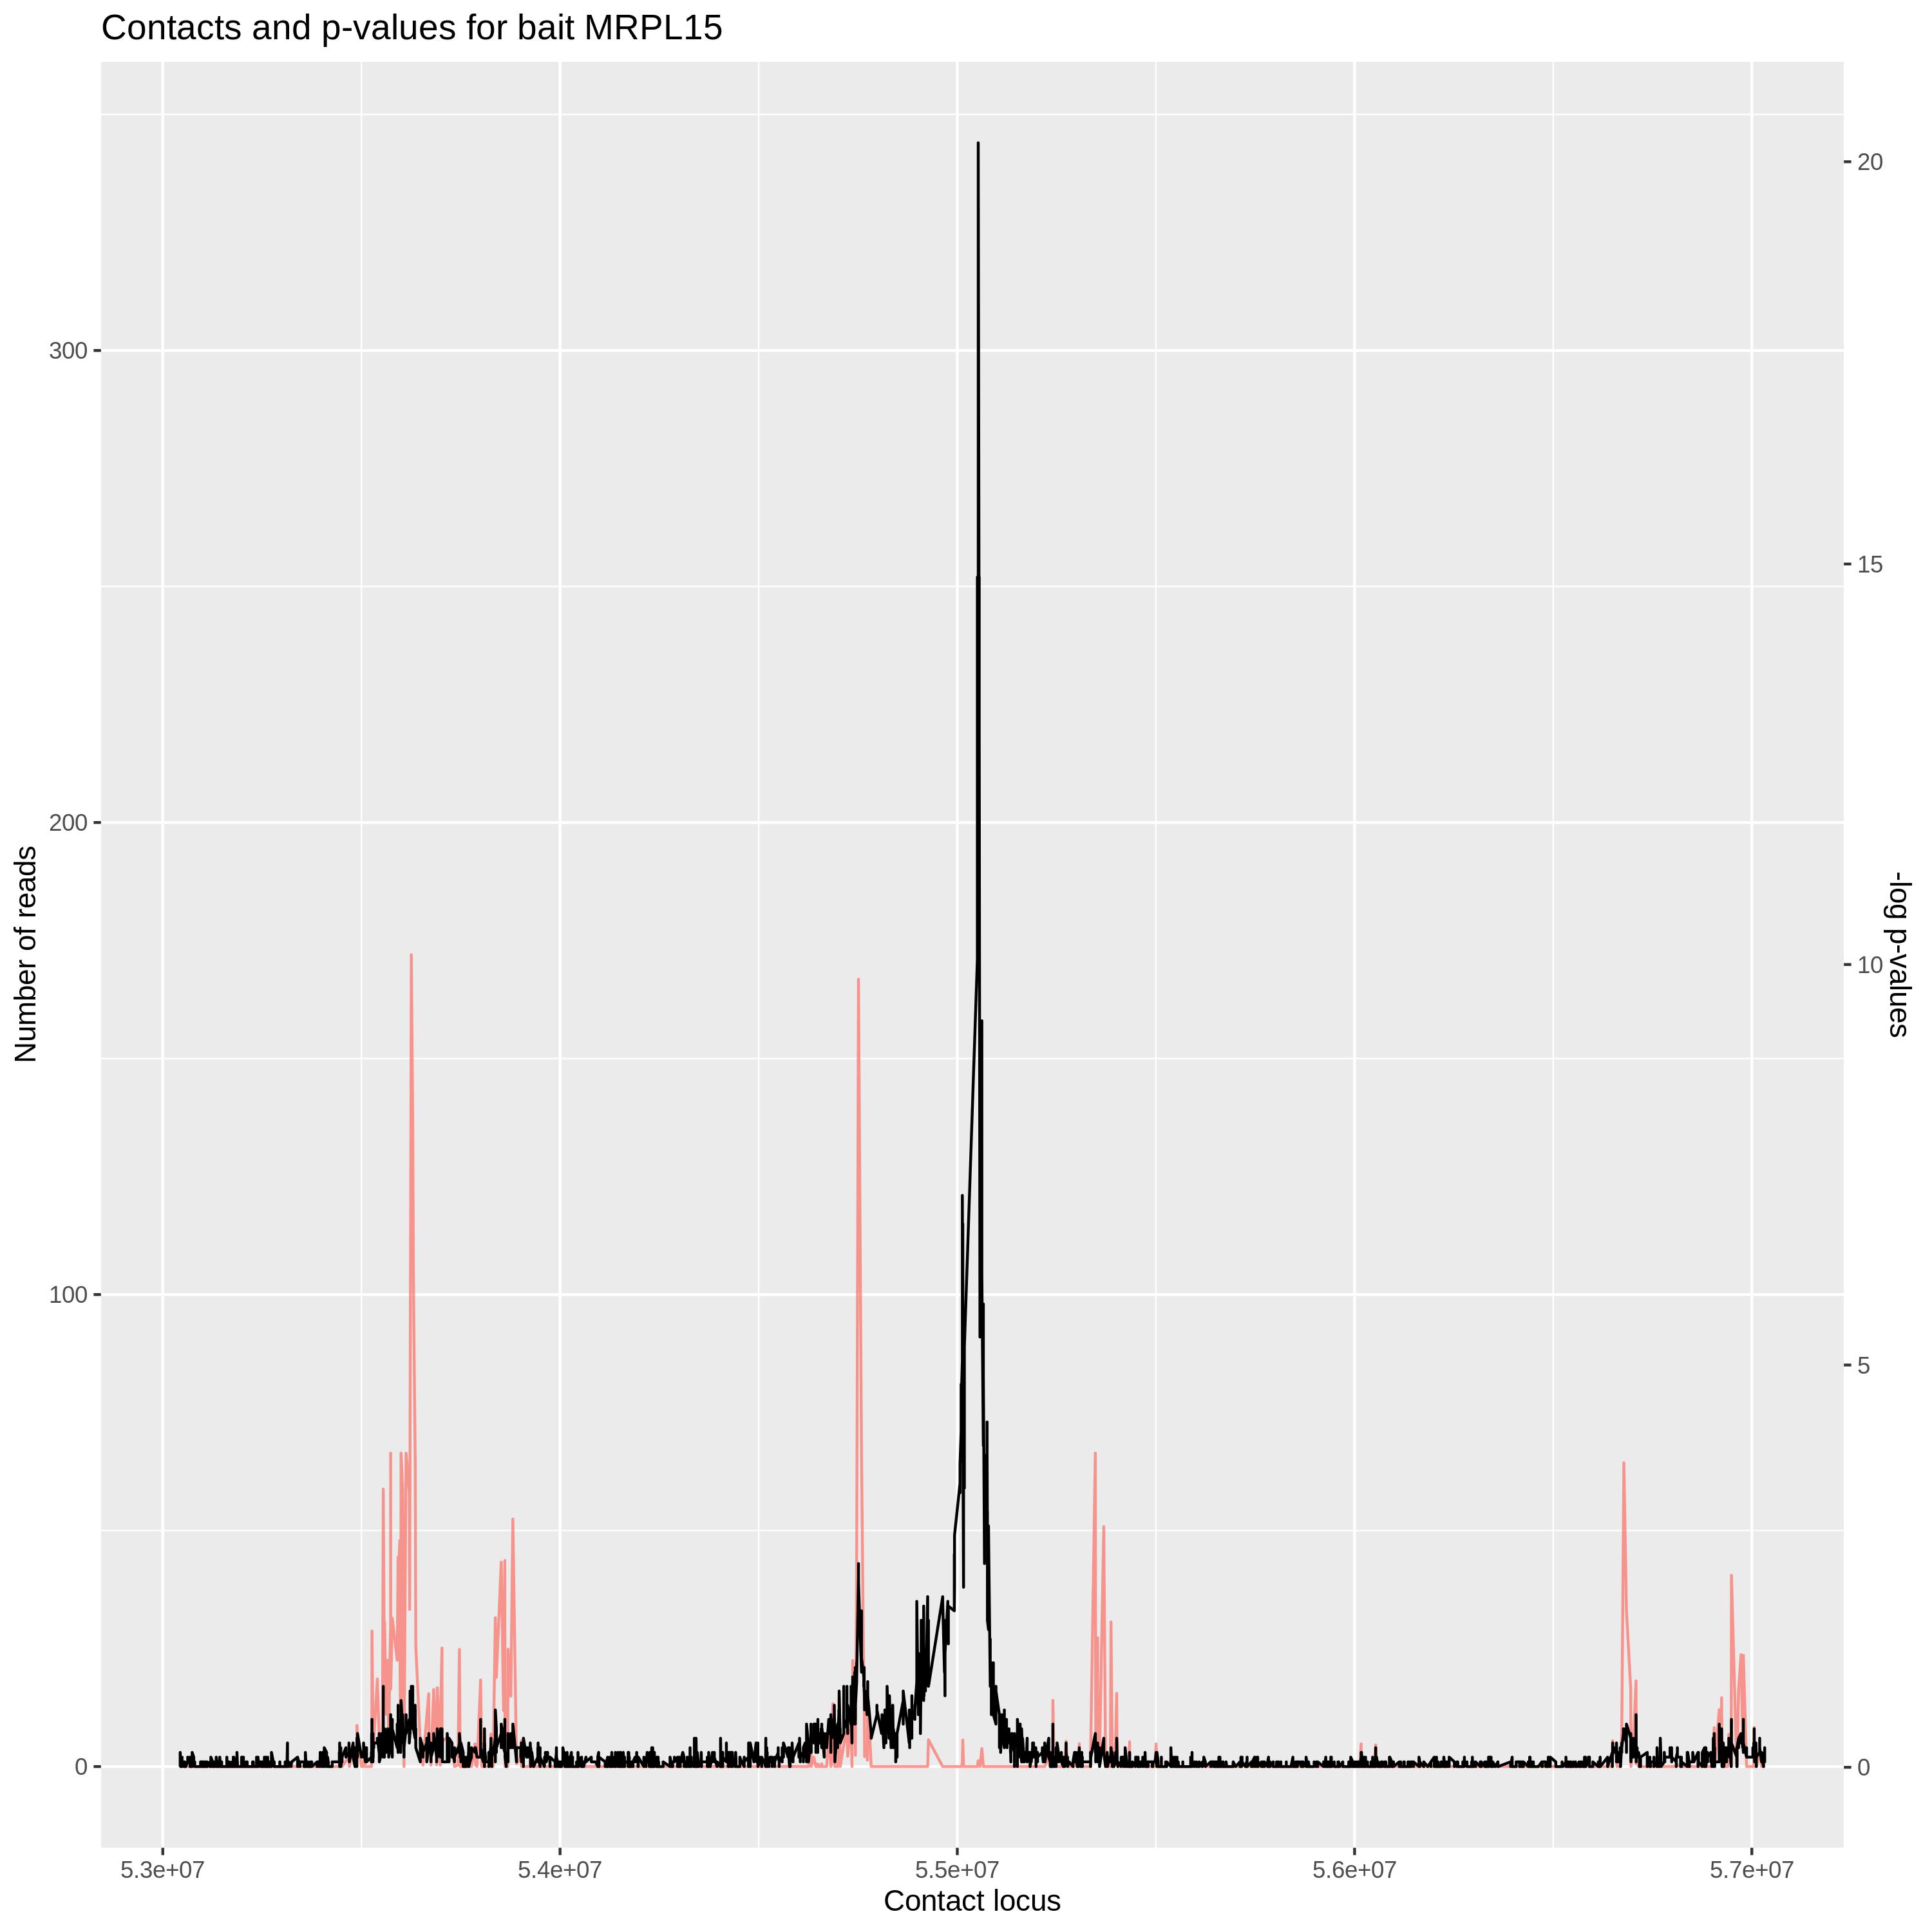 Contacts and p-values for bait MRPL15
300
200
100
0
Number of reads
20
15
10
5
0
-log p-values
5.3e+07 5.4e+07 5.5e+07 5.6e+07 5.7e+07
Contact locus